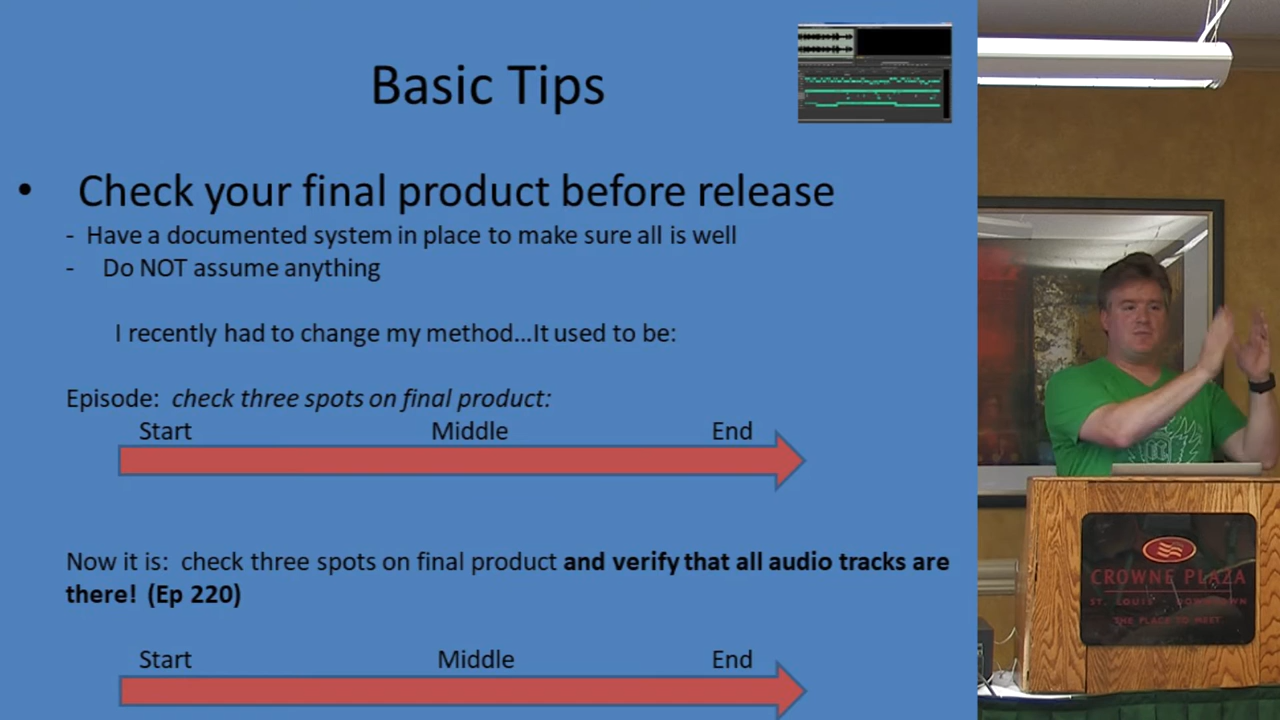 Basic Tips
• Check your final product before release
- Have a documented system in place to make sure all is well
- Do NOT assume anything
I recently had to change my method...It used to be:
Episode: check three spots on final product:
Start Middle End
Now it is: check three spots on final product and verify that all audio tracks are
there! (Ep 220)
Start Middle End
CROWNE PLAZA
ST. LOUIS - DOWNTOWN
THE PLACE TO MEET